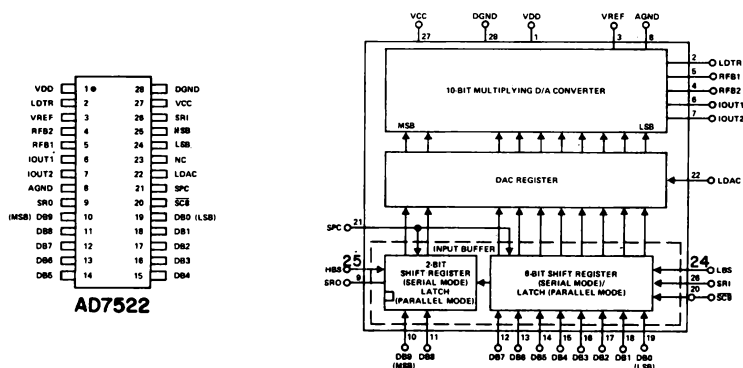 VDD 1 28 DGND
LDTR 2 27 VCC
VREF 3 26 SRI
RFB2 4 25 HSB
RFB1 5 24 LSB
IOUT1 6 23 NC
IOUT2 7 22 LDAC
AGND 8 21 SPC
SR0 9 20 SC8
(MSB) DB9 10 19 DB0 (LSB)
DB8 11 18 DB1
DB7 12 17 DB2
DB6 13 16 DB3
DB5 14 15 DB4
AD7522
VCC DGND VDD VREF AGND
27 28 1 3 8
10-BIT MULTIPLYING D/A CONVERTER
MSB LSB
2 LDTR
5 RFB1
4 RFB2
6 IOUT1
7 IOUT2
DAC REGISTER
22 LDAC
SPC 21
INPUT BUFFER
HBS 25
SRO 9
2-BIT
SHIFT REGISTER
(SERIAL MODE)
LATCH
(PARALLEL MODE)
8-BIT SHIFT REGISTER
(SERIAL MODE)/
LATCH (PARALLEL MODE)
24 LBS
26 SRI
20 SC8
10 11 12 13 14 15 16 17 18 19
DB9 DB8 DB7 DB6 DB5 DB4 DB3 DB2 DB1 DB0
(MSB) (LSB)